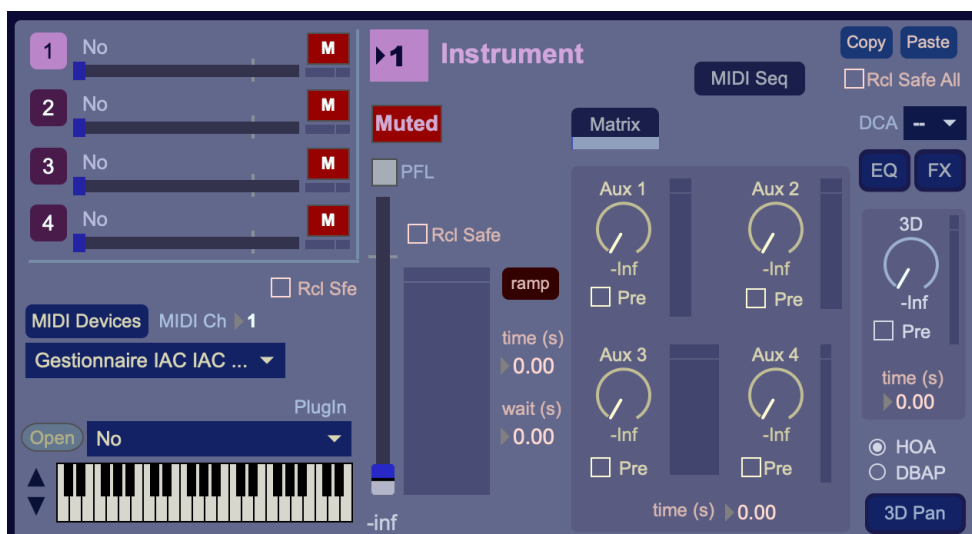 1 No M
2 No M
3 No M
4 No M
Rcl Sfe
MIDI Devices MIDI Ch 1
Gestionnaire IAC IAC ...
PlugIn
Open No
1 Instrument
MIDI Seq
Copy Paste
Rcl Safe All
Muted
Matrix
DCA --
PFL
EQ FX
Rcl Safe
ramp
time (s)
0.00
wait (s)
0.00
-inf
Aux 1 Aux 2
-Inf -Inf
Pre Pre
Aux 3 Aux 4
-Inf -Inf
Pre Pre
time (s) 0.00
3D
-Inf
Pre
time (s)
0.00
HOA
DBAP
3D Pan